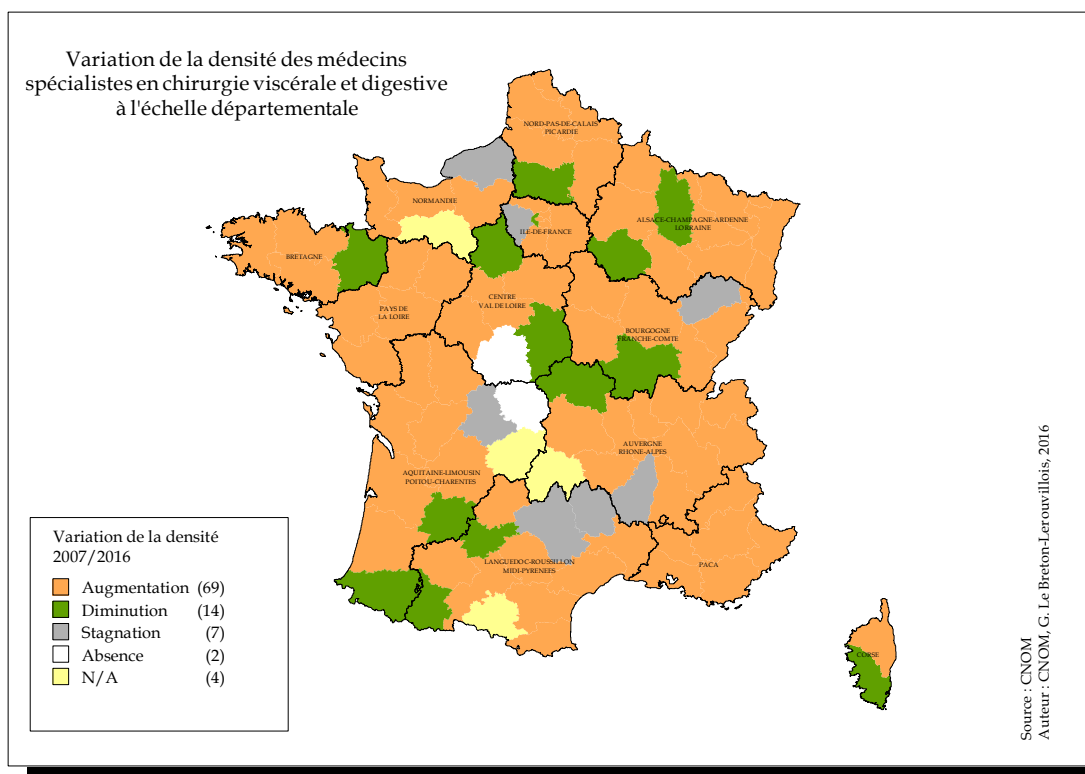 Variation de la densité des médecins
spécialistes en chirurgie viscérale et digestive
à l'échelle départementale
NORD-PAS-DE-CALAIS
PICARDIE
NORMANDIE
ILE-DE-FRANCE
ALSACE-CHAMPAGNE-ARDENNE
LORRAINE
BRETAGNE
PAYS DE
LA LOIRE
CENTRE
VAL DE LOIRE
BOURGOGNE
FRANCHE-COMTE
AUVERGNE
RHONE-ALPES
AQUITAINE-LIMOUSIN
POITOU-CHARENTES
LANGUEDOC-ROUSSILLON
MIDI-PYRENEES
PACA
CORSE
Variation de la densité
2007/2016
Augmentation (69)
Diminution (14)
Stagnation (7)
Absence (2)
N/A (4)
Source : CNOM
Auteur : CNOM, G. Le Breton-Lerouvillois, 2016